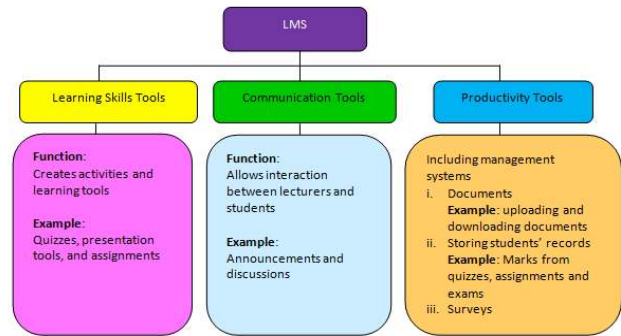 LMS
Learning Skills Tools
Communication Tools
Productivity Tools
Function:
Creates activities and
learning tools
Example:
Quizzes, presentation
tools, and assignments
Function:
Allows interaction
between lecturers and
students
Example:
Announcements and
discussions
Including management
systems
i. Documents
Example: uploading and
downloading documents
ii. Storing students’ records
Example: Marks from
quizzes, assignments and
exams
iii. Surveys